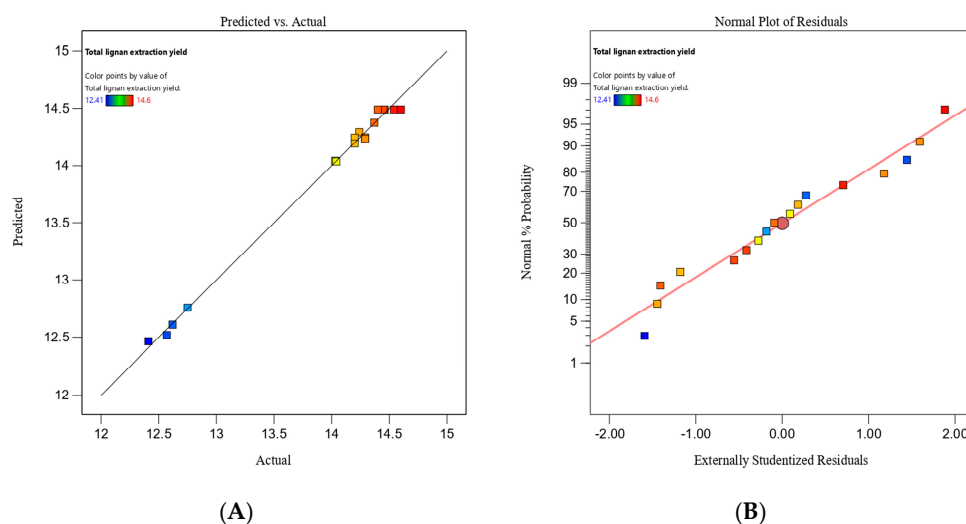 Predicted vs. Actual
Total lignan extraction yield
Color points by value of
Total lignan extraction yield:
12.41 14.6
15
14.5
14
13.5
13
12.5
12
Predicted
12 12.5 13 13.5 14 14.5 15
Actual
(A)
Normal Plot of Residuals
Total lignan extraction yield
Color points by value of
Total lignan extraction yield:
12.41 14.6
99
95
90
80
70
50
30
20
10
5
1
Normal % Probability
-2.00 -1.00 0.00 1.00 2.00
Externally Studentized Residuals
(B)